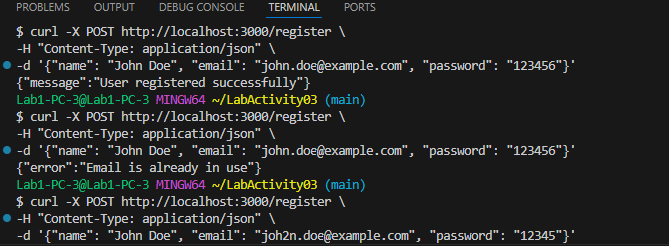 PROBLEMS OUTPUT DEBUG CONSOLE TERMINAL PORTS
$ curl -X POST http://localhost:3000/register \
-H "Content-Type: application/json" \
-d '{"name": "John Doe", "email": "john.doe@example.com", "password": "123456"}'
{"message":"User registered successfully"}
Lab1-PC-3@Lab1-PC-3 MINGW64 ~/LabActivity03 (main)
$ curl -X POST http://localhost:3000/register \
-H "Content-Type: application/json" \
-d '{"name": "John Doe", "email": "john.doe@example.com", "password": "123456"}'
{"error":"Email is already in use"}
Lab1-PC-3@Lab1-PC-3 MINGW64 ~/LabActivity03 (main)
$ curl -X POST http://localhost:3000/register \
-H "Content-Type: application/json" \
-d '{"name": "John Doe", "email": "joh2n.doe@example.com", "password": "12345"}'